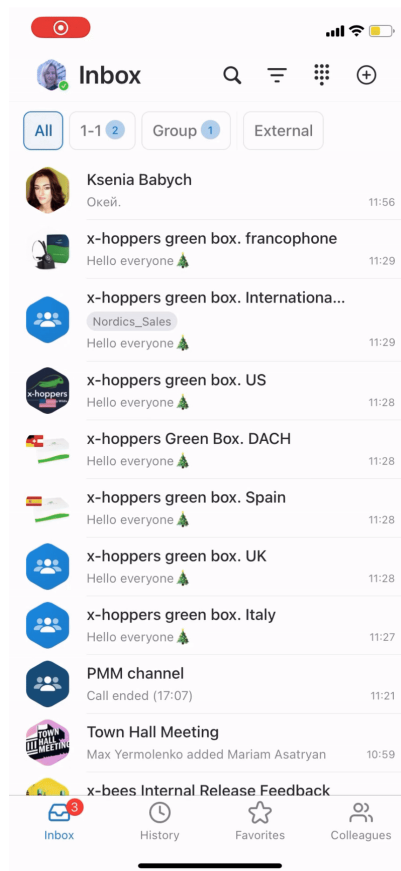 Inbox
All
1-1 2
Group 1
External
Ksenia Babych
Окей.
11:56
x-hoppers green box. francophone
Hello everyone🎄
11:29
x-hoppers green box. Internationa...
Nordics_Sales
Hello everyone🎄
11:29
x-hoppers
x-hoppers green box. US
Hello everyone🎄
11:28
x-hoppers Green Box. DACH
Hello everyone🎄
11:28
x-hoppers green box. Spain
Hello everyone🎄
11:28
x-hoppers green box. UK
Hello everyone🎄
11:28
x-hoppers green box. Italy
Hello everyone🎄
11:27
PMM channel
Call ended (17:07)
11:21
TOWN
HALL
MEETING
Town Hall Meeting
Max Yermolenko added Mariam Asatryan
10:59
x-bees Internal Release Feedback
3
Inbox
History
Favorites
Colleagues